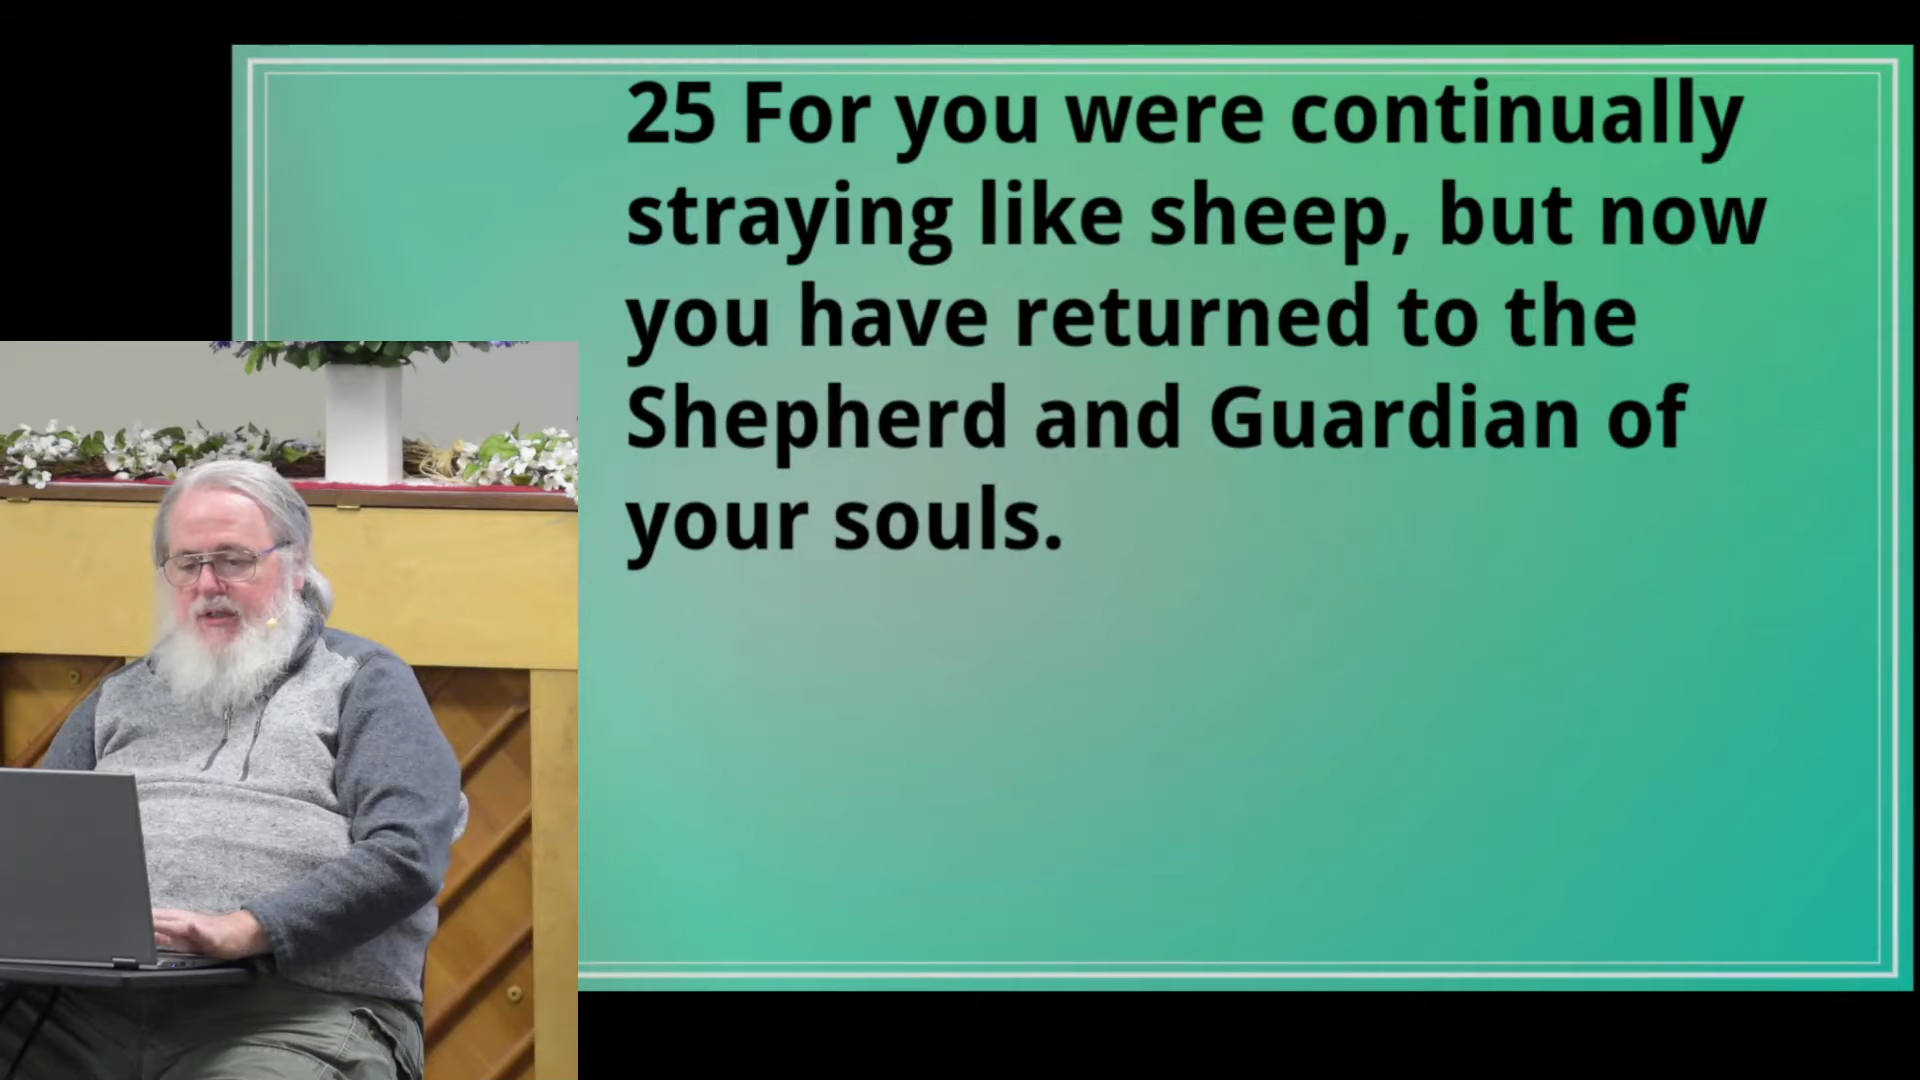 25 For you were continually
straying like sheep, but now
you have returned to the
Shepherd and Guardian of
your souls.